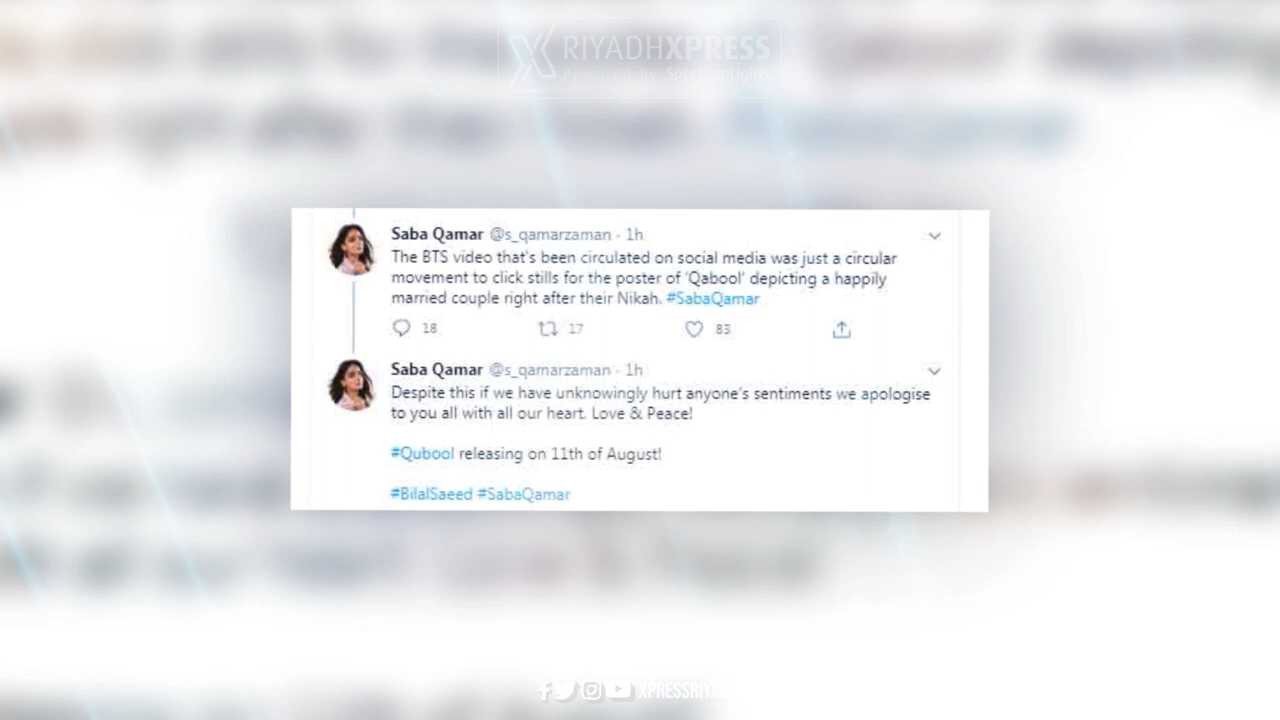 RIYADHXPRESS
Powered by SpectrumLights
Saba Qamar @s_qamarzaman · 1h
The BTS video that's been circulated on social media was just a circular
movement to click stills for the poster of 'Qabool' depicting a happily
married couple right after their Nikah. #SabaQamar
18 17 83
Saba Qamar @s_qamarzaman · 1h
Despite this if we have unknowingly hurt anyone's sentiments we apologise
to you all with all our heart. Love & Peace!
#Qubool releasing on 11th of August!
#BilalSaeed #SabaQamar